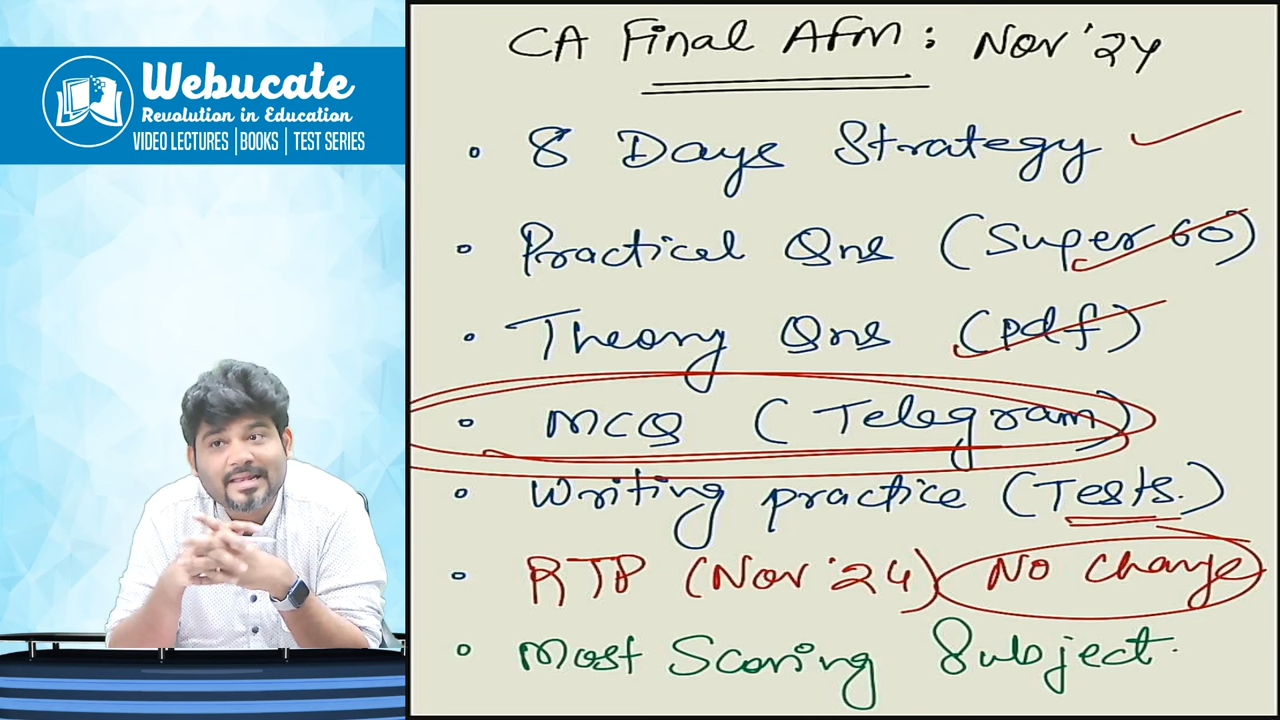 Webucate
Revolution in Education
VIDEO LECTURES | BOOKS | TEST SERIES
CA Final AFM : Nov '24
• 8 Days Strategy
• Practical Qns (Super 60)
• Theory Qns (pdf)
• MCQ (Telegram)
• Writing practice (Tests.)
• RTP (Nov '24) No Change
• Most Scoring Subject.